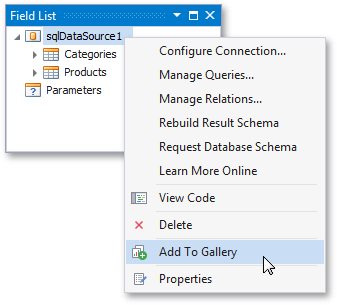 Field List
sqlDataSource1
Categories
Products
Parameters
Configure Connection...
Manage Queries...
Manage Relations...
Rebuild Result Schema
Request Database Schema
Learn More Online
View Code
Delete
Add To Gallery
Properties